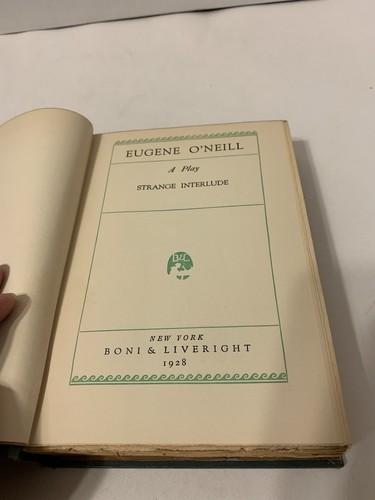 EUGENE O'NEILL
A Play
STRANGE INTERLUDE
B&L
NEW YORK
BONI & LIVERIGHT
1928